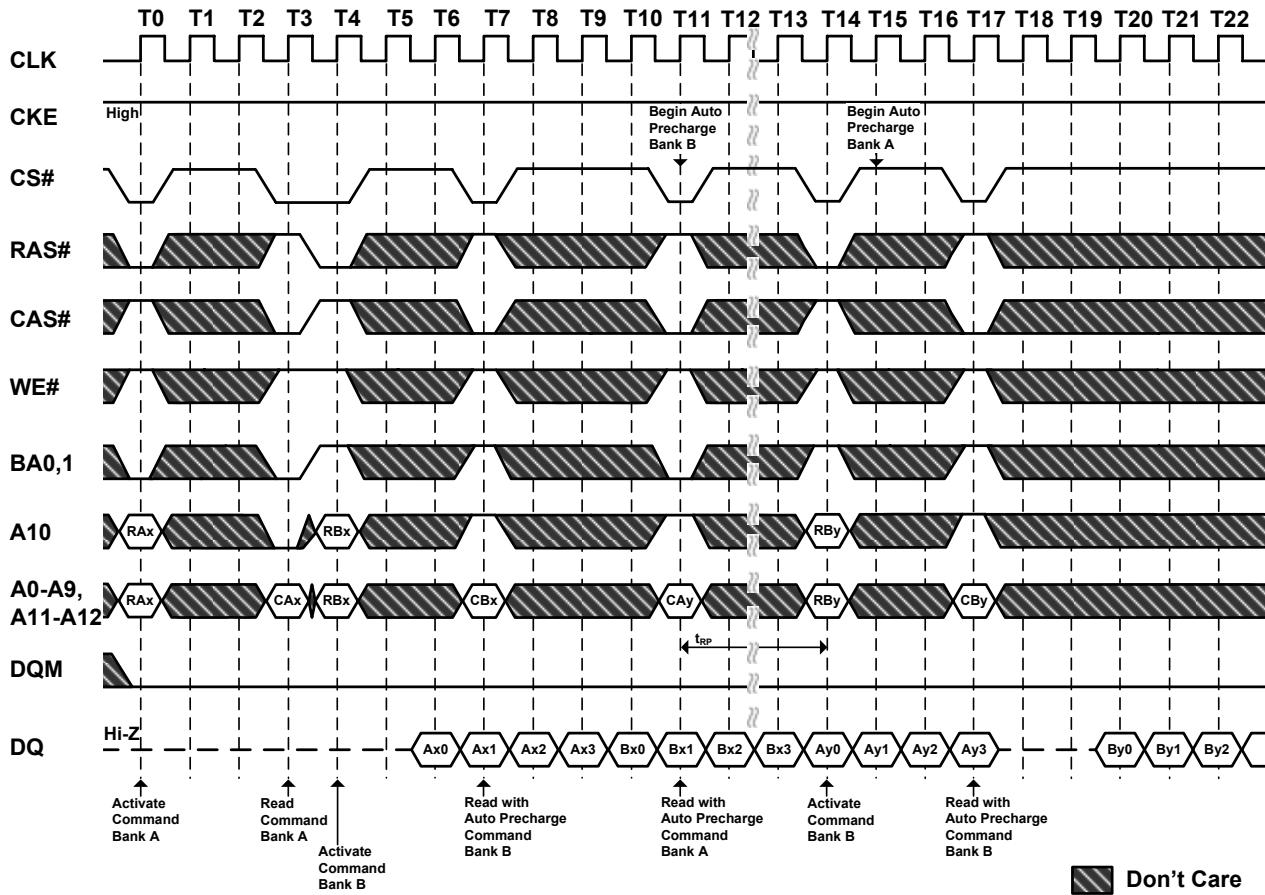 T0 T1 T2 T3 T4 T5 T6 T7 T8 T9 T10 T11 T12 T13 T14 T15 T16 T17 T18 T19 T20 T21 T22
CLK
CKE
High
Begin Auto
Precharge
Bank B
Begin Auto
Precharge
Bank A
CS#
RAS#
CAS#
WE#
BA0,1
A10
RAx RBx RBy
A0-A9,
A11-A12
RAx CAx RBx CBx CAy RBy CBy
tRP
DQM
DQ
Hi-Z
Ax0 Ax1 Ax2 Ax3 Bx0 Bx1 Bx2 Bx3 Ay0 Ay1 Ay2 Ay3 By0 By1 By2
Activate
Command
Bank A
Read
Command
Bank A
Activate
Command
Bank B
Read with
Auto Precharge
Command
Bank B
Read with
Auto Precharge
Command
Bank A
Activate
Command
Bank B
Read with
Auto Precharge
Command
Bank B
Don't Care